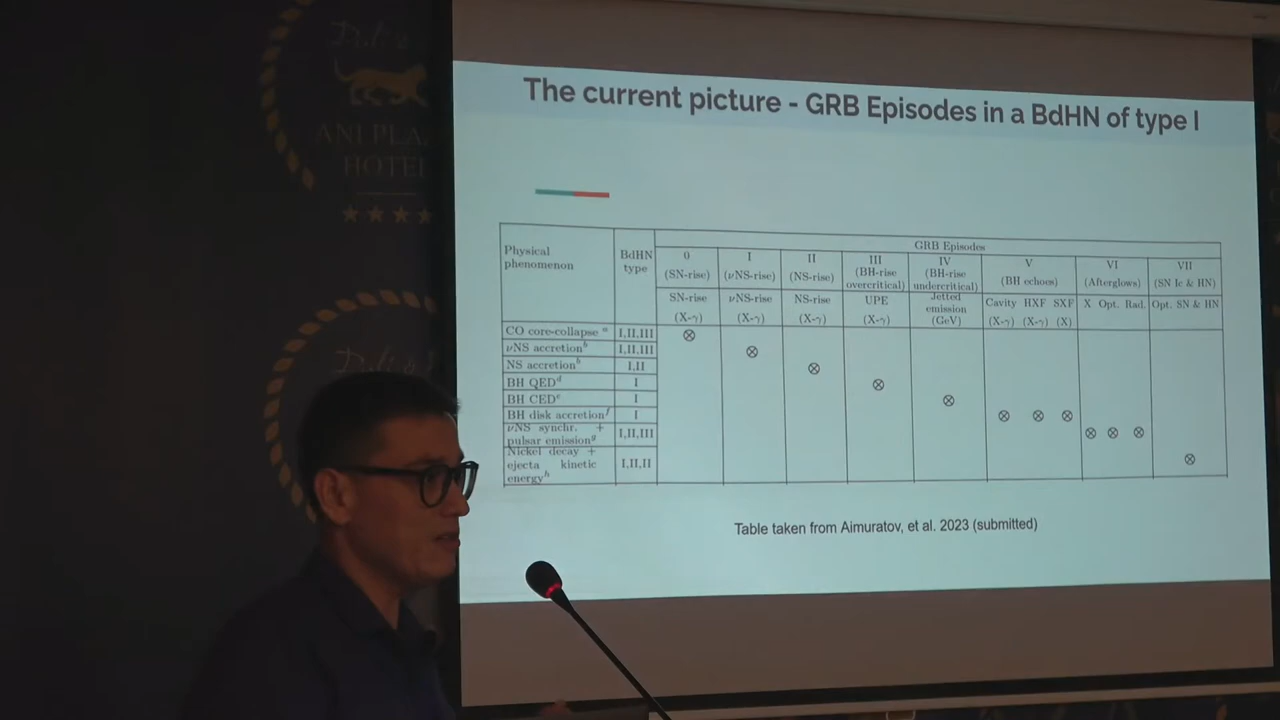 ANI PLA
HOTEL
The current picture - GRB Episodes in a BdHN of type I
Physical phenomenon BdHN type GRB Episodes
0 I II III IV V VI VII
(SN-rise) (νNS-rise) (NS-rise) (BH-rise overcritical) (BH-rise undercritical) (BH echoes) (Afterglows) (SN Ic & HN)
SN-rise νNS-rise NS-rise UPE Jetted emission Cavity HXF SXF X Opt. Rad. Opt. SN & HN
(X-γ) (X-γ) (X-γ) (X-γ) (GeV) (X-γ) (X-γ) (X)
CO core-collapse a I,II,III ⊗
νNS accretion b I,II,III ⊗
NS accretion b I,II ⊗
BH QED d I ⊗
BH CED e I ⊗
BH disk accretion f I ⊗ ⊗ ⊗
νNS synchr. + pulsar emission g I,II,III ⊗ ⊗ ⊗
Nickel decay + ejecta kinetic energy h I,II,II ⊗
Table taken from Aimuratov, et al. 2023 (submitted)